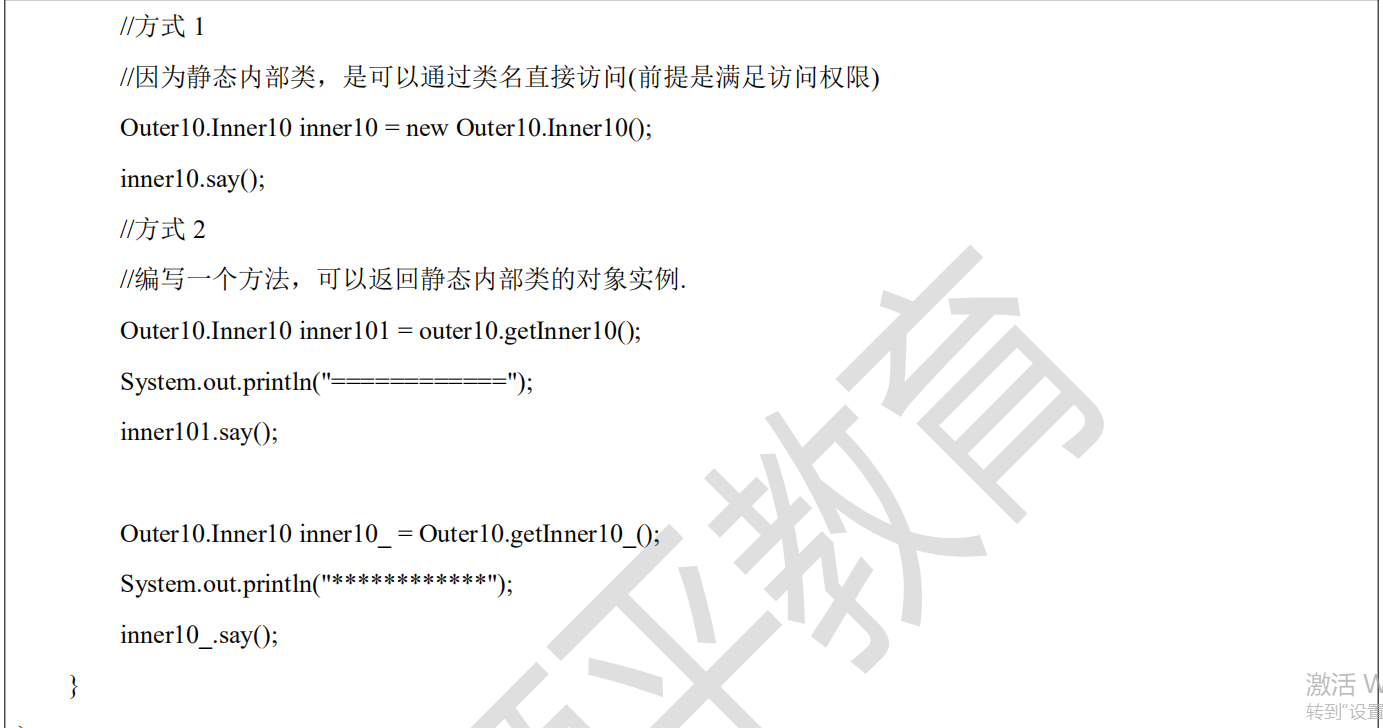 //方式 1
//因为静态内部类，是可以通过类名直接访问(前提是满足访问权限)
Outer10.Inner10 inner10 = new Outer10.Inner10();
inner10.say();
//方式 2
//编写一个方法，可以返回静态内部类的对象实例.
Outer10.Inner10 inner101 = outer10.getInner10();
System.out.println("============");
inner101.say();
Outer10.Inner10 inner10_ = Outer10.getInner10_();
System.out.println("************");
inner10_.say();
}
平教育
激活 W
转到"设置